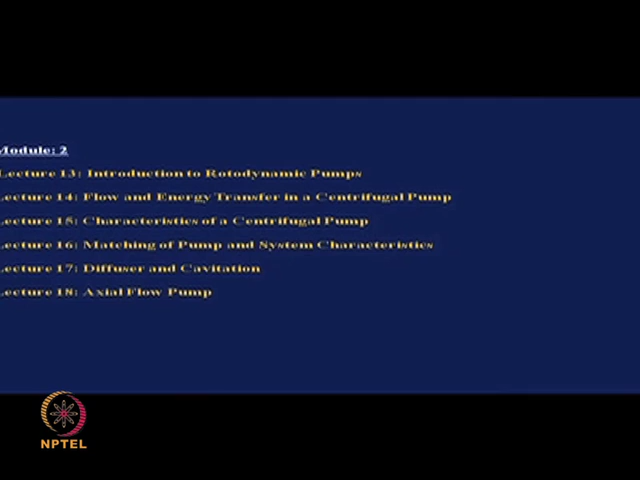 Module: 2
Lecture 13: Introduction to Rotodynamic Pumps
Lecture 14: Flow and Energy Transfer in a Centrifugal Pump
Lecture 15: Characteristics of a Centrifugal Pump
Lecture 16: Matching of Pump and System Characteristics
Lecture 17: Diffuser and Cavitation
Lecture 18: Axial Flow Pump
NPTEL